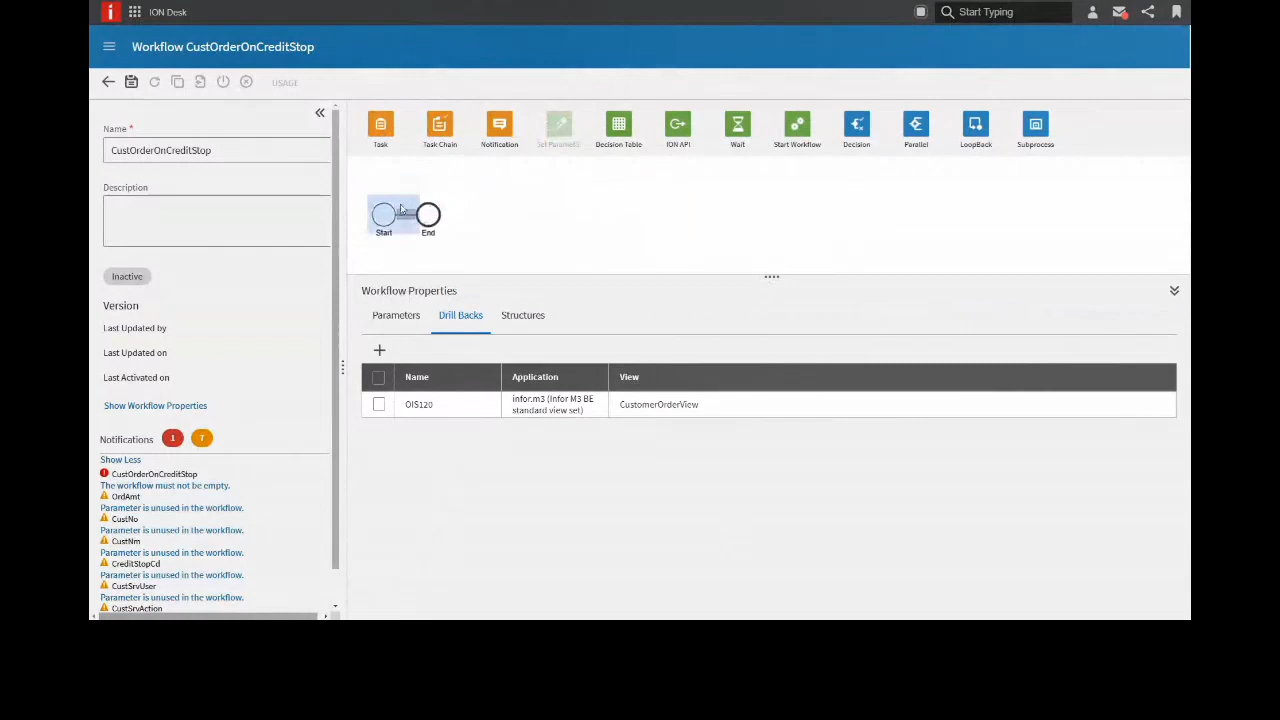 ION Desk
Start Typing
Workflow CustOrderOnCreditStop
USAGE
Name *
CustOrderOnCreditStop
Description
Inactive
Version
Last Updated by
Last Updated on
Last Activated on
Show Workflow Properties
Notifications 1 7
Show Less
CustOrderOnCreditStop
The workflow must not be empty.
OrdAmt
Parameter is unused in the workflow.
CustNo
Parameter is unused in the workflow.
CustNm
Parameter is unused in the workflow.
CreditStopCd
Parameter is unused in the workflow.
CustSrvUser
Parameter is unused in the workflow.
CustSrvAction
Task Task Chain Notification Decision Table ION API Wait Start Workflow Decision Parallel LoopBack Subprocess
Start End
Workflow Properties
Parameters Drill Backs Structures
Name Application View
OIS120 infor.m3 (Infor M3 BE CustomerOrderView
standard view set)